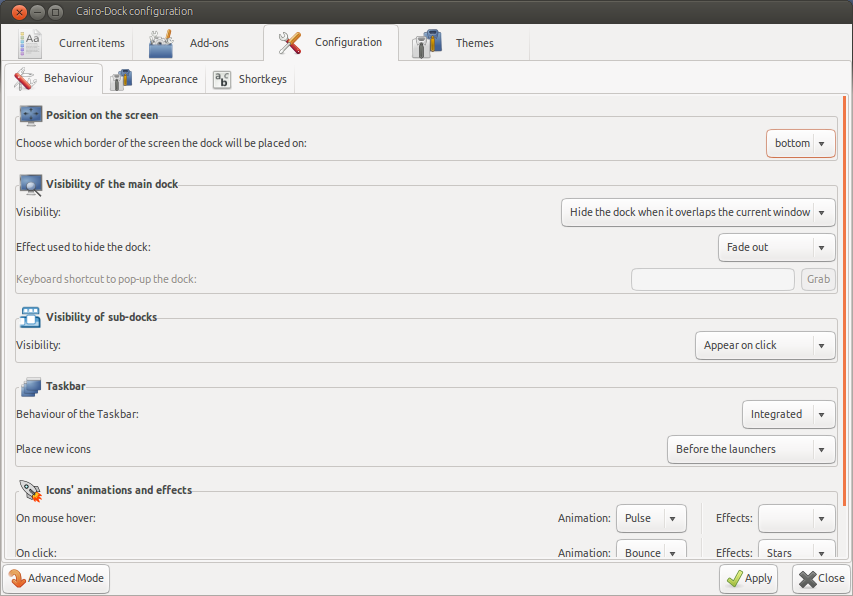 Cairo-Dock configuration
Aa Current items Add-ons Configuration Themes
Behaviour Appearance Shortkeys
Position on the screen
Choose which border of the screen the dock will be placed on: bottom
Visibility of the main dock
Visibility: Hide the dock when it overlaps the current window
Effect used to hide the dock: Fade out
Keyboard shortcut to pop-up the dock: Grab
Visibility of sub-docks
Visibility: Appear on click
Taskbar
Behaviour of the Taskbar: Integrated
Place new icons Before the launchers
Icons' animations and effects
On mouse hover: Animation: Pulse Effects:
On click: Animation: Bounce Effects: Stars
Advanced Mode Apply Close